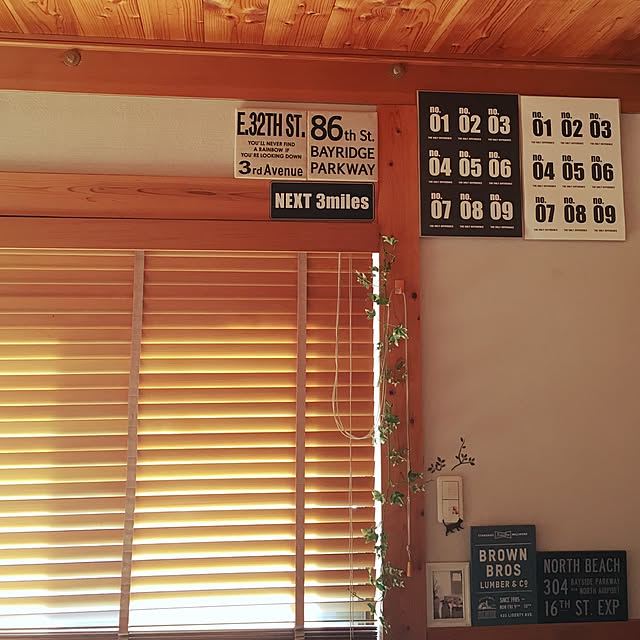 E.32TH ST.
YOU'LL NEVER FIND
A RAINBOW IF
YOU'RE LOOKING DOWN
3rd Avenue
86th St.
BAYRIDGE
PARKWAY
NEXT 3miles
no. no. no.
01 02 03
no. no. no.
04 05 06
no. no. no.
07 08 09
no. no. no.
01 02 03
no. no. no.
04 05 06
no. no. no.
07 08 09
BROWN
BROS
LUMBER & CO
SINCE 1985
NORTH BEACH
304 BAYSIDE PARKWAY
NORTH AIRPORT
16TH ST. EXP